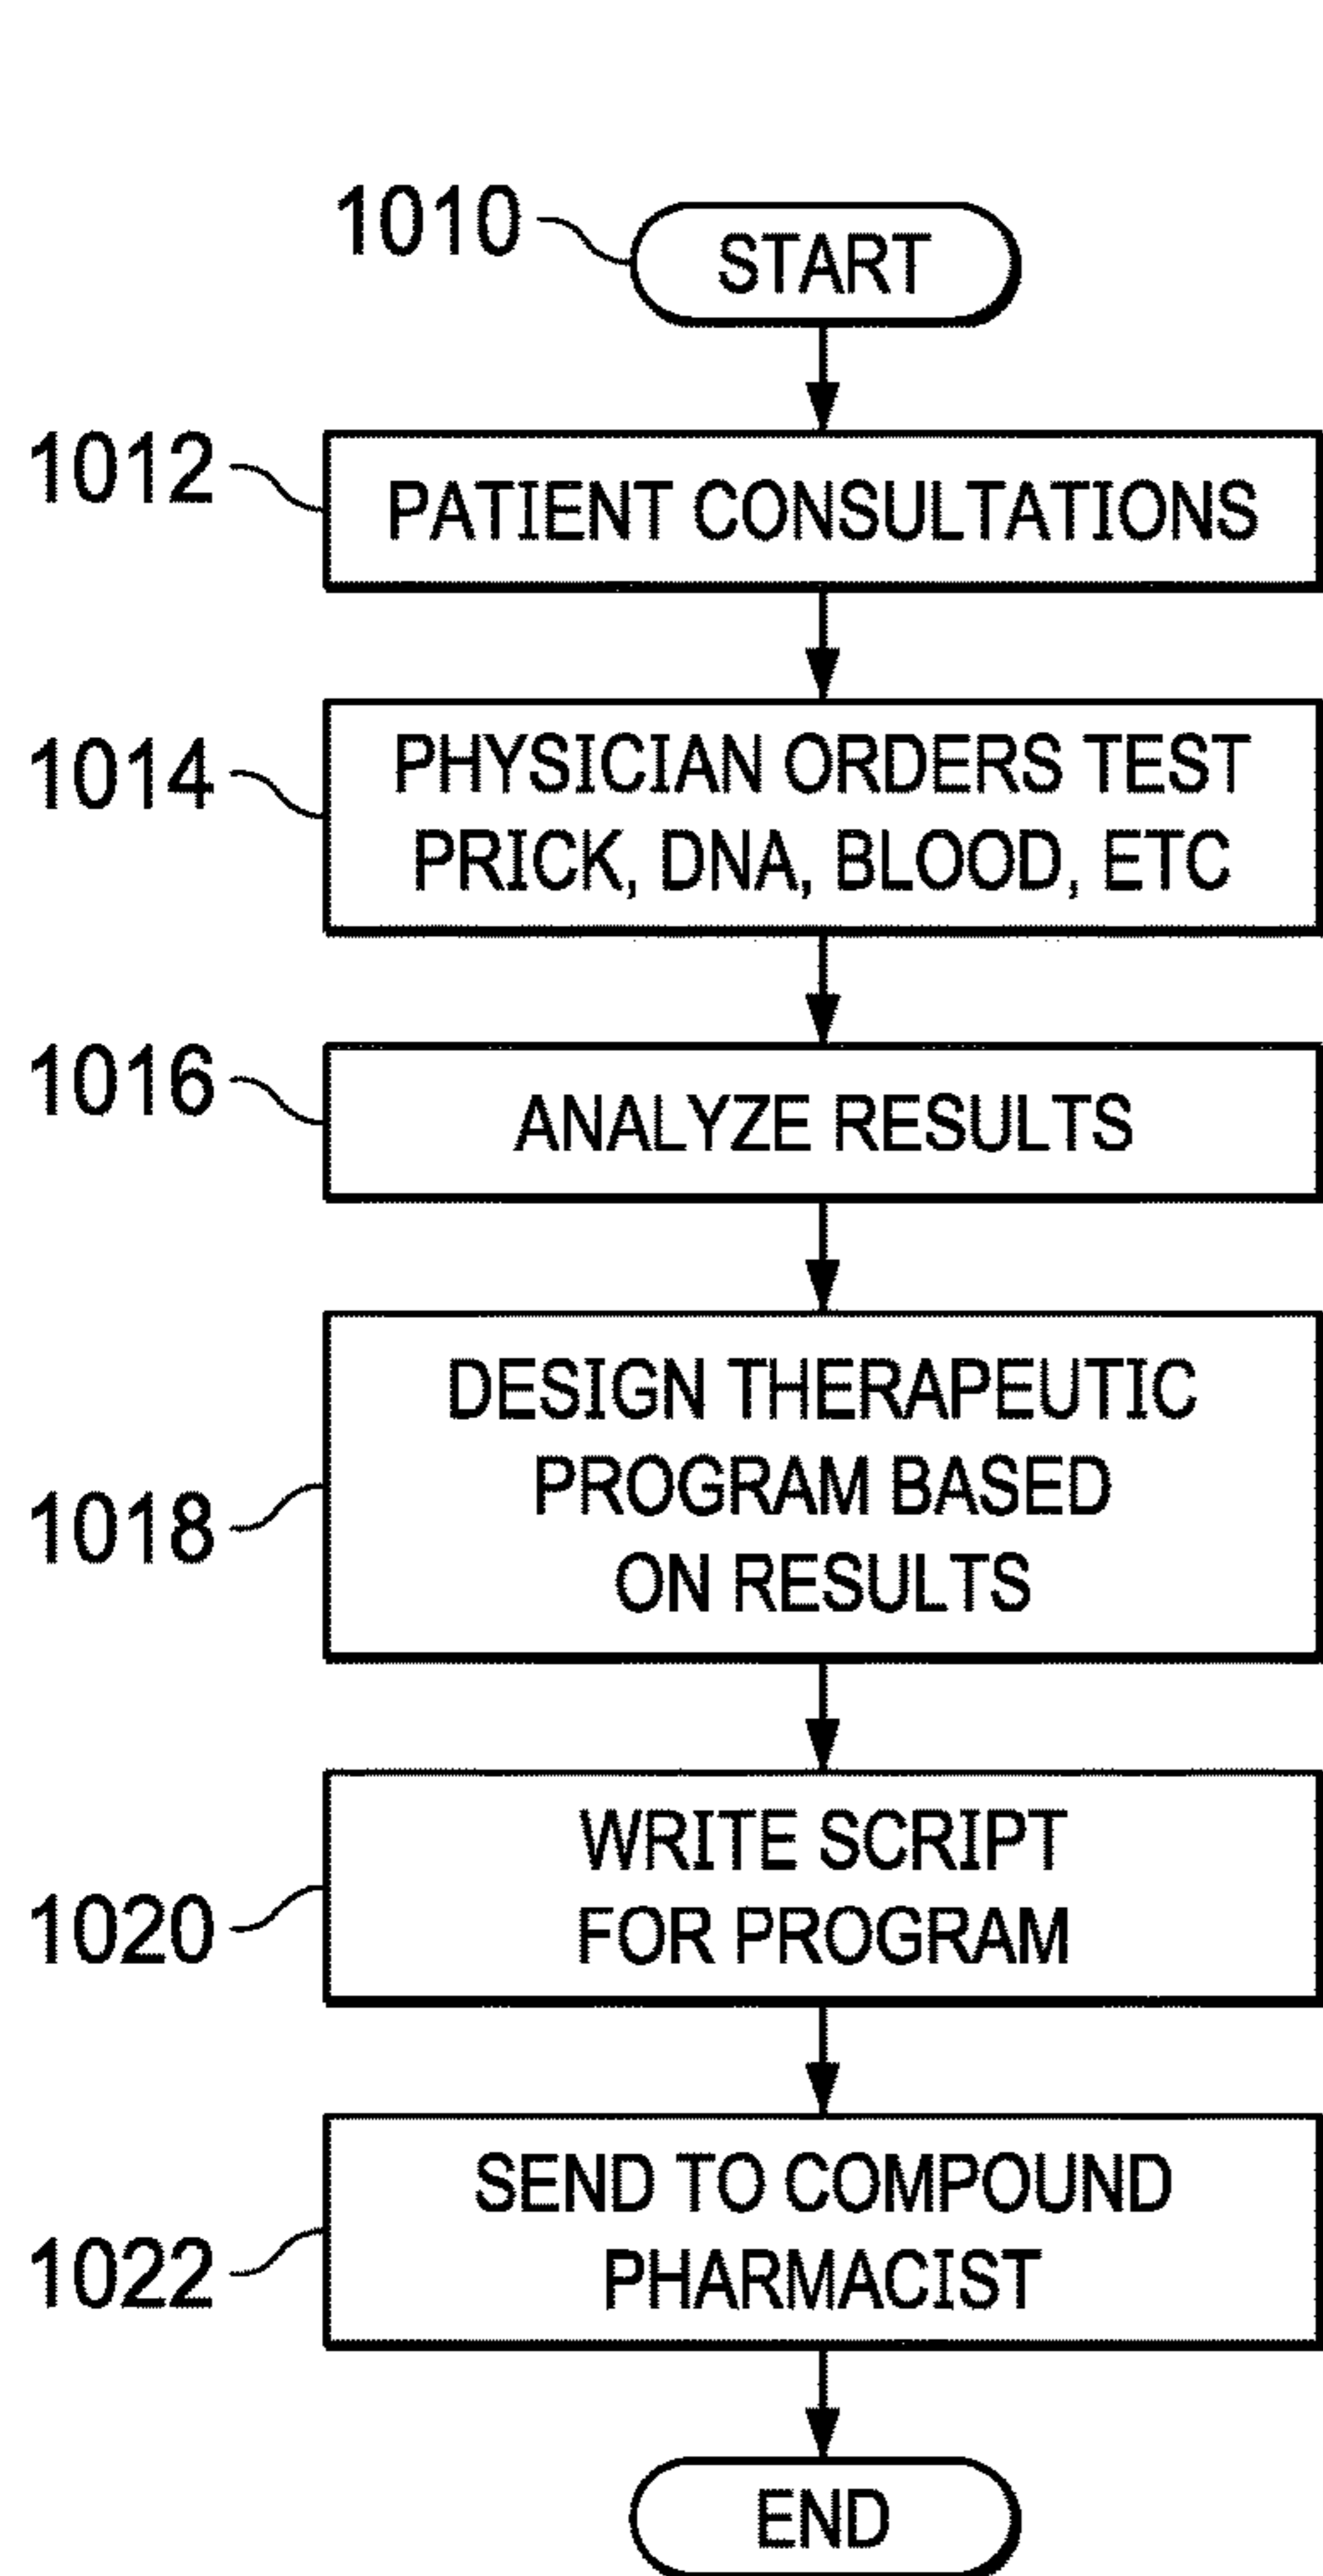 1010
START
1012
PATIENT CONSULTATIONS
1014
PHYSICIAN ORDERS TEST
PRICK, DNA, BLOOD, ETC
1016
ANALYZE RESULTS
1018
DESIGN THERAPEUTIC
PROGRAM BASED
ON RESULTS
1020
WRITE SCRIPT
FOR PROGRAM
1022
SEND TO COMPOUND
PHARMACIST
END